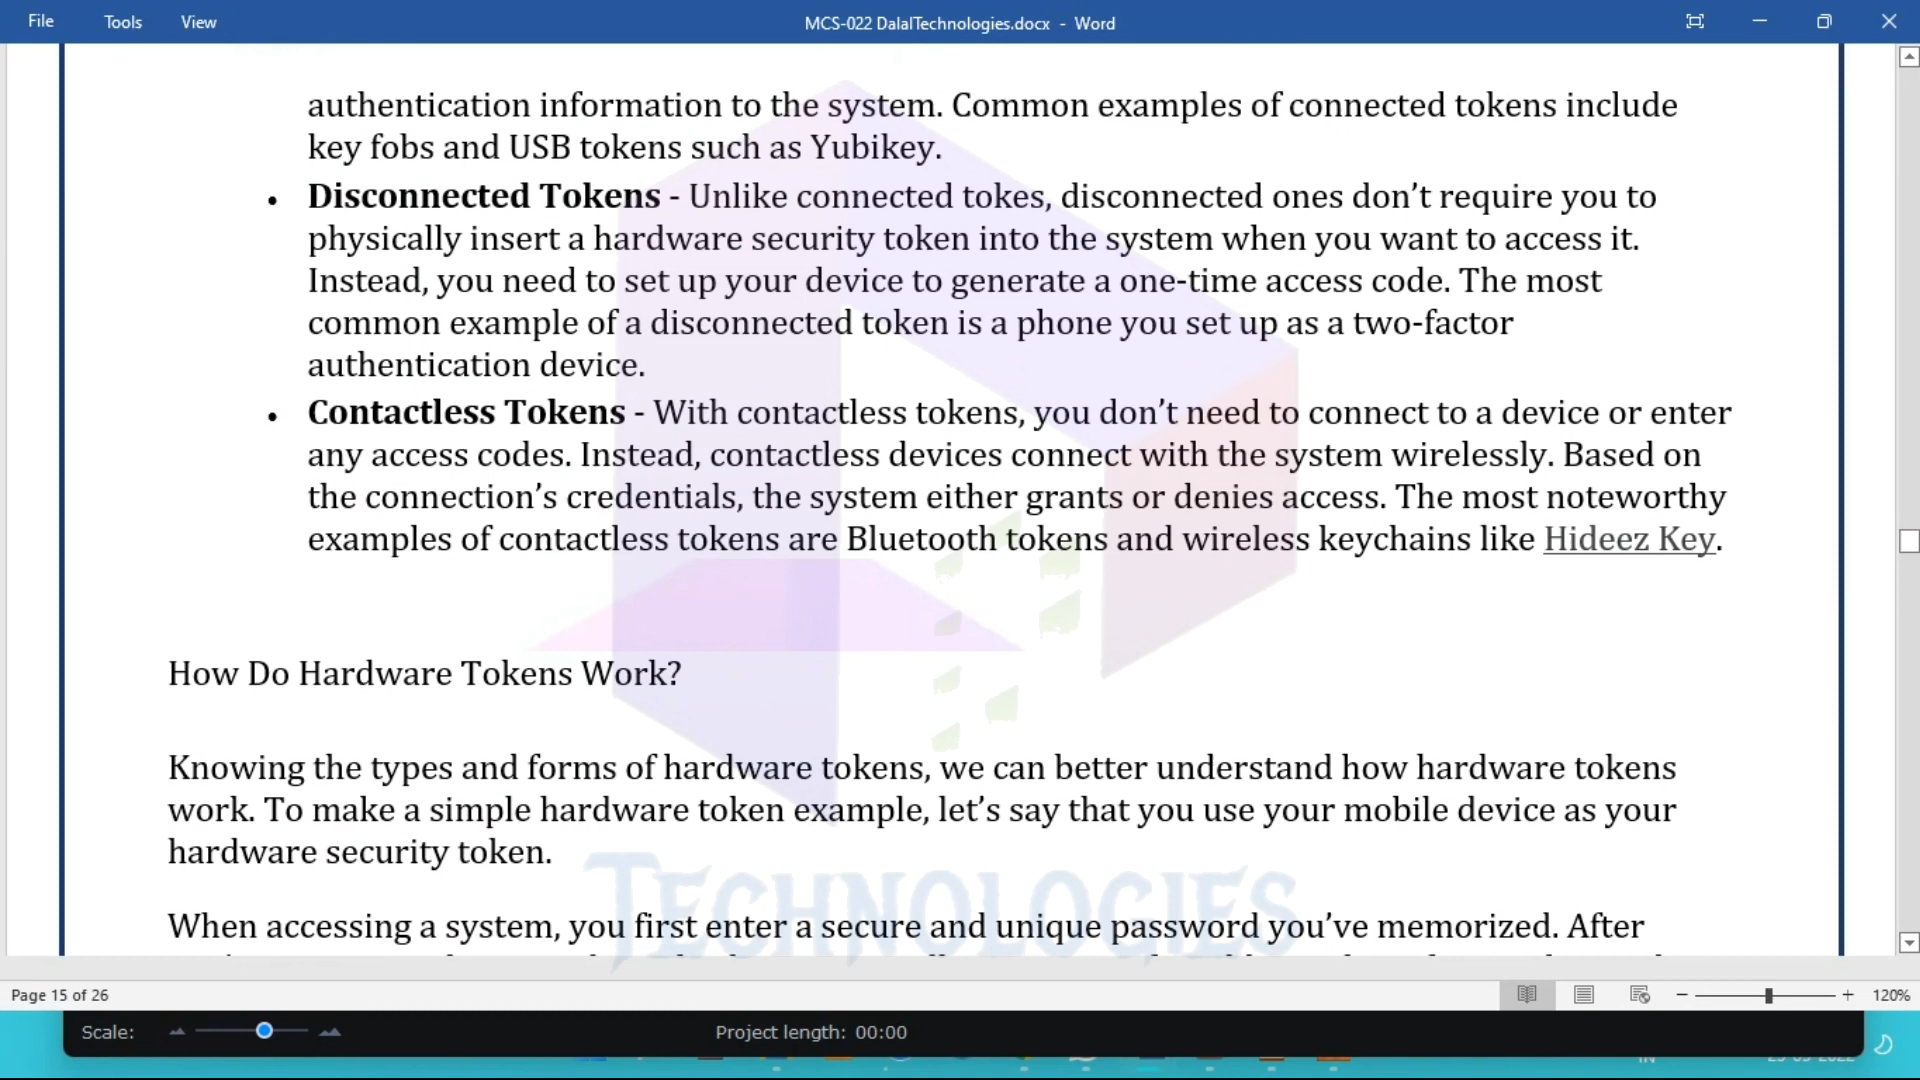 File Tools View MCS-022 DalalTechnologies.docx - Word
authentication information to the system. Common examples of connected tokens include
key fobs and USB tokens such as Yubikey.
• Disconnected Tokens - Unlike connected tokes, disconnected ones don’t require you to
physically insert a hardware security token into the system when you want to access it.
Instead, you need to set up your device to generate a one-time access code. The most
common example of a disconnected token is a phone you set up as a two-factor
authentication device.
• Contactless Tokens - With contactless tokens, you don’t need to connect to a device or enter
any access codes. Instead, contactless devices connect with the system wirelessly. Based on
the connection’s credentials, the system either grants or denies access. The most noteworthy
examples of contactless tokens are Bluetooth tokens and wireless keychains like Hideez Key.
How Do Hardware Tokens Work?
Knowing the types and forms of hardware tokens, we can better understand how hardware tokens
work. To make a simple hardware token example, let’s say that you use your mobile device as your
hardware security token.
TECHNOLOGIES
When accessing a system, you first enter a secure and unique password you’ve memorized. After
Page 15 of 26 120%
Scale: Project length: 00:00